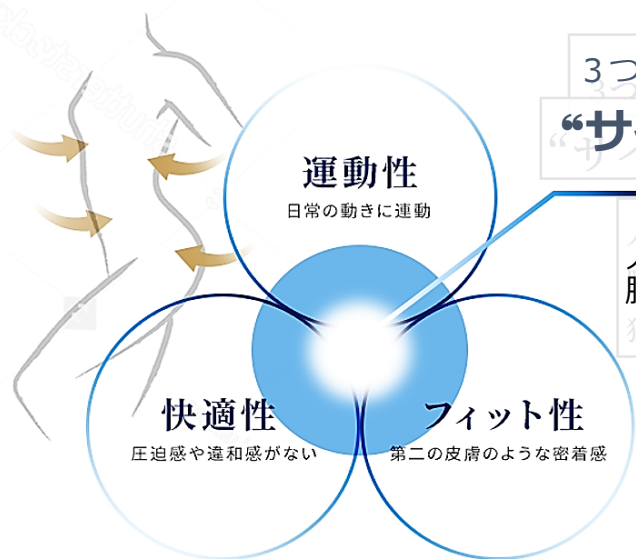 3つ
“サ
運動性
日常の動きに連動
快適性
圧迫感や違和感がない
フィット性
第二の皮膚のような密着感